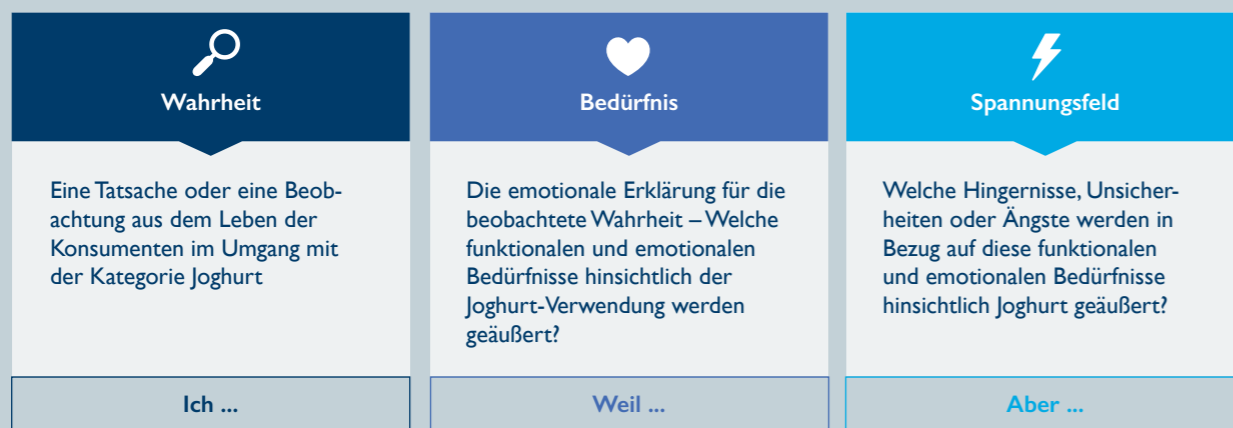 Wahrheit
Eine Tatsache oder eine Beob-
achtung aus dem Leben der
Konsumenten im Umgang mit
der Kategorie Joghurt
Ich ...
Bedürfnis
Die emotionale Erklärung für die
beobachtete Wahrheit – Welche
funktionalen und emotionalen
Bedürfnisse hinsichtlich der
Joghurt-Verwendung werden
geäußert?
Weil ...
Spannungsfeld
Welche Hingernisse, Unsicher-
heiten oder Ängste werden in
Bezug auf diese funktionalen
und emotionalen Bedürfnisse
hinsichtlich Joghurt geäußert?
Aber ...